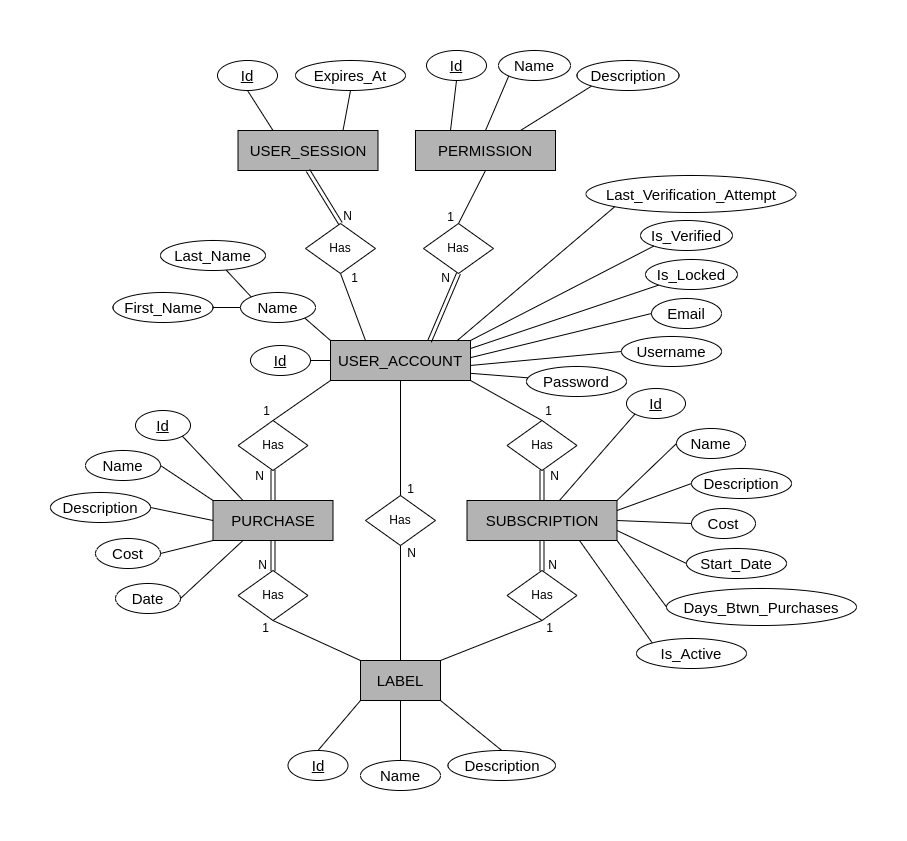 Id
Expires_At
Id
Name
Description
USER_SESSION
PERMISSION
Last_Verification_Attempt
N
1
Is_Verified
Has
Has
Last_Name
Is_Locked
1
N
First_Name
Name
Email
Username
Id
USER_ACCOUNT
Password
Id
1
1
Id
Name
Has
Has
Name
N
N
Description
1
Description
PURCHASE
Has
SUBSCRIPTION
Cost
Cost
N
N
N
Start_Date
Date
Has
Has
Days_Btwn_Purchases
1
1
Is_Active
LABEL
Id
Name
Description